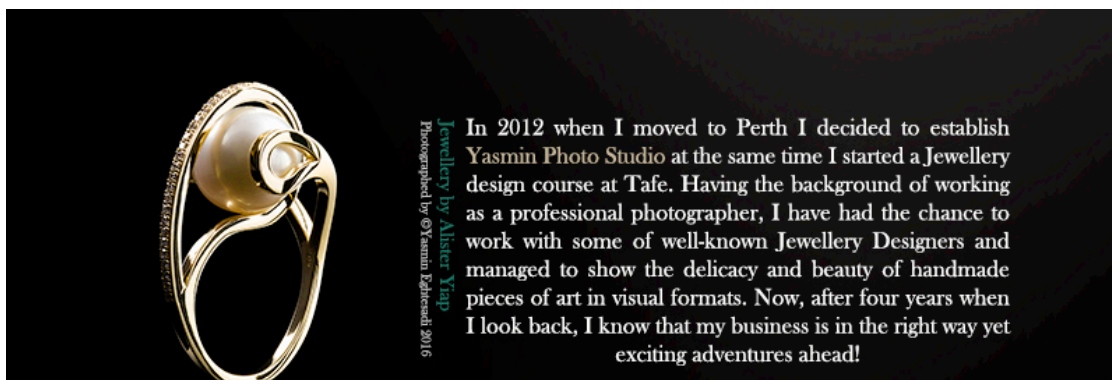 Jewellery by Alister Yiap
Photographed by ©Yasmin Eghtesadi 2016
In 2012 when I moved to Perth I decided to establish
Yasmin Photo Studio at the same time I started a Jewellery
design course at Tafe. Having the background of working
as a professional photographer, I have had the chance to
work with some of well-known Jewellery Designers and
managed to show the delicacy and beauty of handmade
pieces of art in visual formats. Now, after four years when
I look back, I know that my business is in the right way yet
exciting adventures ahead!